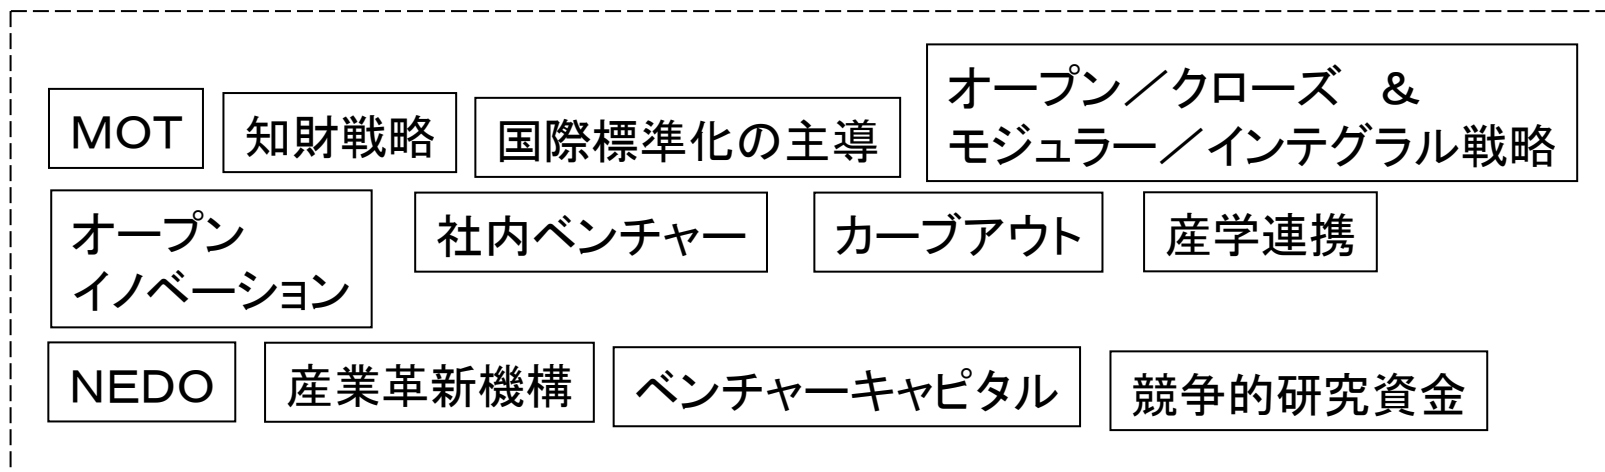 MOT
知財戦略
国際標準化の主導
オープン／クローズ　&
モジュラー／インテグラル戦略
オープン
イノベーション
社内ベンチャー
カーブアウト
産学連携
NEDO
産業革新機構
ベンチャーキャピタル
競争的研究資金